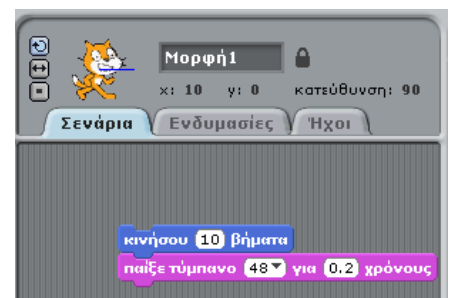 Μορφή1
x: 10 y: 0 κατεύθυνση: 90
Σενάρια Ενδυμασίες Ήχοι
κινήσου 10 βήματα
παίξε τύμπανο 48 για 0.2 χρόνους